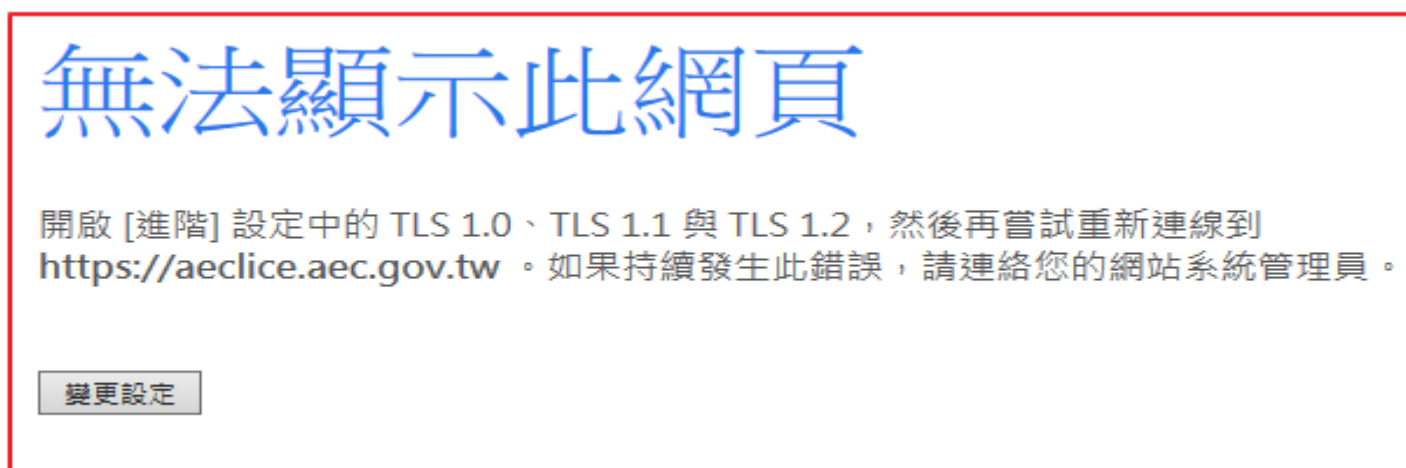 無法顯示此網頁
開啟 [進階] 設定中的 TLS 1.0、TLS 1.1 與 TLS 1.2，然後再嘗試重新連線到
https://aeclice.aec.gov.tw 。如果持續發生此錯誤，請連絡您的網站系統管理員。
變更設定